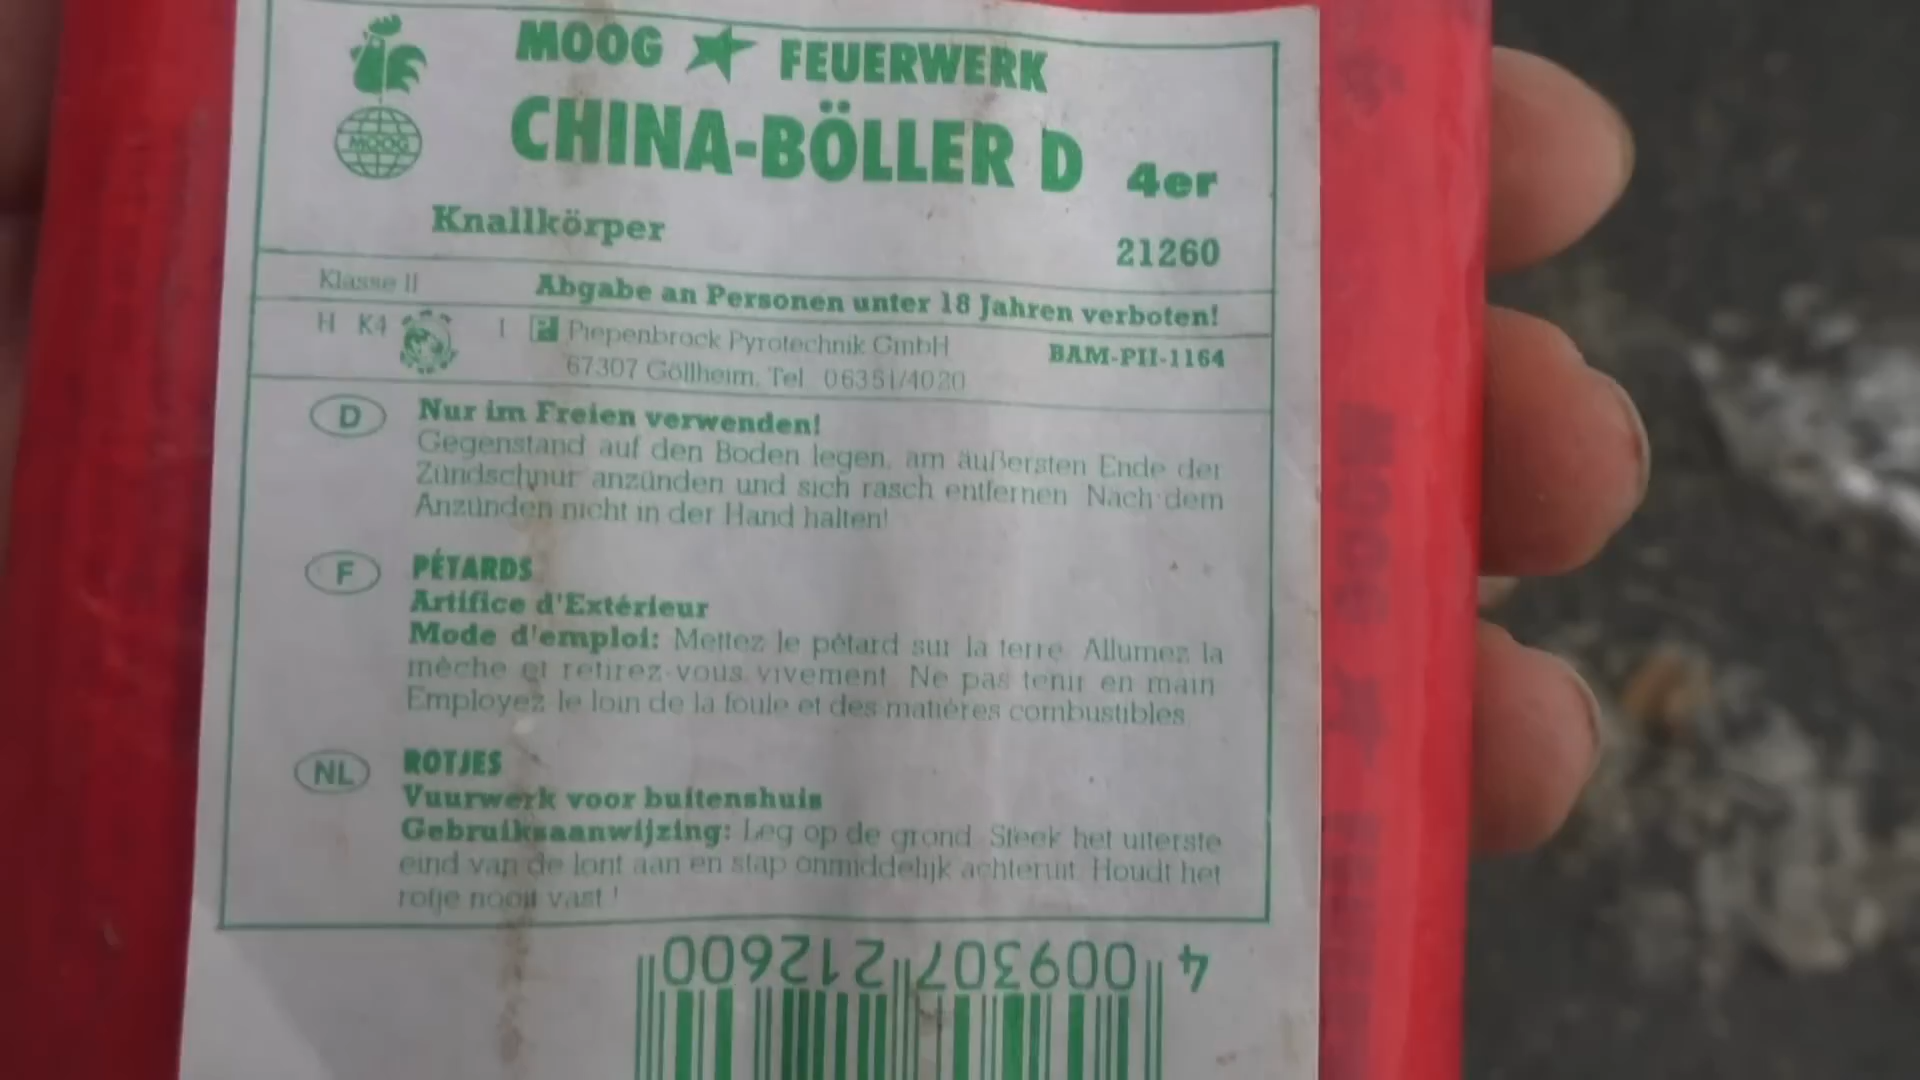 MOOG ★ FEUERWERK
MOOG
CHINA-BÖLLER D 4er
Knallkörper
21260
Klasse II Abgabe an Personen unter 18 Jahren verboten!
H K4 I P Piepenbrock Pyrotechnik GmbH BAM-PII-1164
67307 Göllheim, Tel. 06351/4020
D Nur im Freien verwenden!
Gegenstand auf den Boden legen, am äußersten Ende der
Zündschnur anzünden und sich rasch entfernen. Nach dem
Anzünden nicht in der Hand halten!
F PÉTARDS
Artifice d'Extérieur
Mode d'emploi: Mettez le pétard sur la terre. Allumez la
mèche et retirez-vous vivement. Ne pas tenir en main.
Employez-le loin de la foule et des matières combustibles.
NL ROTJES
Vuurwerk voor buitenshuis
Gebruiksaanwijzing: Leg op de grond. Steek het uiterste
eind van de lont aan en stap onmiddelijk achteruit. Houdt het
rotje nooit vast!
4 009307 212600